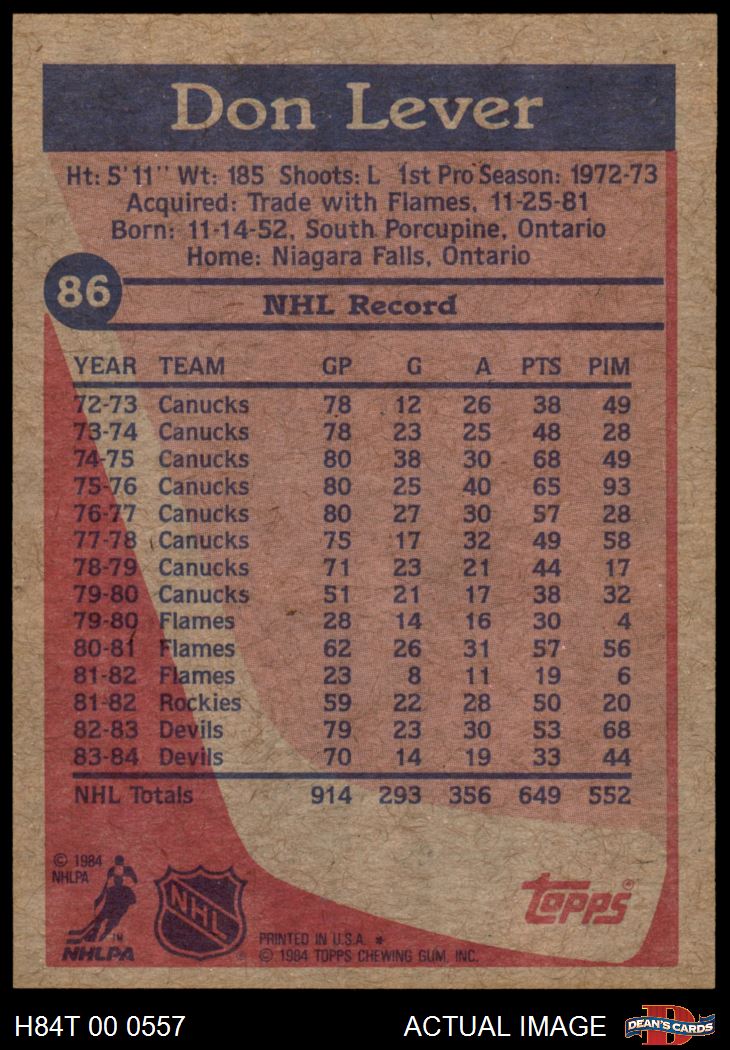 Don Lever
Ht: 5'11" Wt: 185 Shoots: L 1st Pro Season: 1972-73
Acquired: Trade with Flames, 11-25-81
Born: 11-14-52, South Porcupine, Ontario
Home: Niagara Falls, Ontario
86
NHL Record
YEAR TEAM GP G A PTS PIM
72-73 Canucks 78 12 26 38 49
73-74 Canucks 78 23 25 48 28
74-75 Canucks 80 38 30 68 49
75-76 Canucks 80 25 40 65 93
76-77 Canucks 80 27 30 57 28
77-78 Canucks 75 17 32 49 58
78-79 Canucks 71 23 21 44 17
79-80 Canucks 51 21 17 38 32
79-80 Flames 28 14 16 30 4
80-81 Flames 62 26 31 57 56
81-82 Flames 23 8 11 19 6
81-82 Rockies 59 22 28 50 20
82-83 Devils 79 23 30 53 68
83-84 Devils 70 14 19 33 44
NHL Totals 914 293 356 649 552
© 1984
NHLPA
TM
NHLPA
NHL
®
topps®
PRINTED IN U.S.A. *
© 1984 TOPPS CHEWING GUM, INC.
H84T 00 0557
ACTUAL IMAGE
D
DEAN'S CARDS